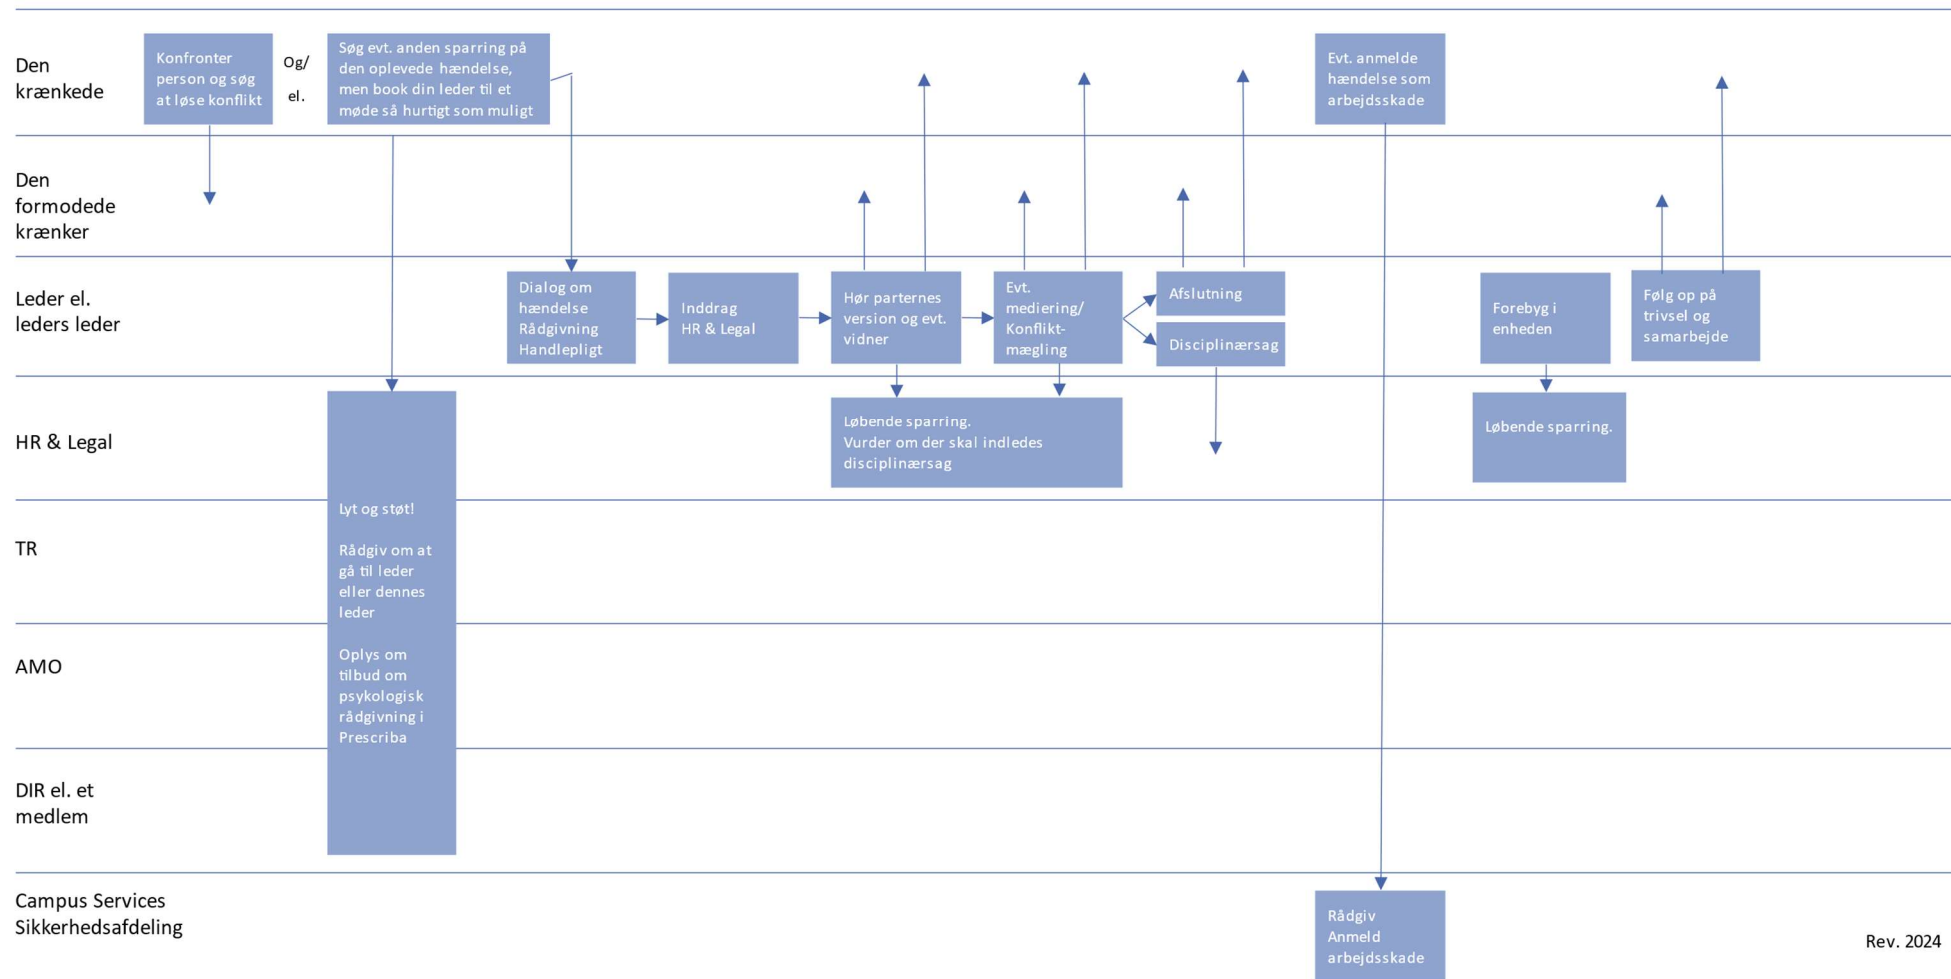 Den
krænkede
Konfronter
person og søg
at løse konflikt
Og/
el.
Søg evt. anden sparring på
den oplevede hændelse,
men book din leder til et
møde så hurtigt som muligt
Evt. anmelde
hændelse som
arbejdsskade
Den
formodede
krænker
Leder el.
leders leder
Dialog om
hændelse
Rådgivning
Handlepligt
Inddrag
HR & Legal
Hør parternes
version og evt.
vidner
Evt.
mediering/
Konflikt-
mægling
Afslutning
Disciplinærsag
Forebyg i
enheden
Følg op på
trivsel og
samarbejde
HR & Legal
Løbende sparring.
Vurder om der skal indledes
disciplinærsag
Løbende sparring.
Lyt og støt!
Rådgiv om at
gå til leder
eller dennes
leder
Oplys om
tilbud om
psykologisk
rådgivning i
Prescriba
TR
AMO
DIR el. et
medlem
Campus Services
Sikkerhedsafdeling
Rådgiv
Anmeld
arbejdsskade
Rev. 2024